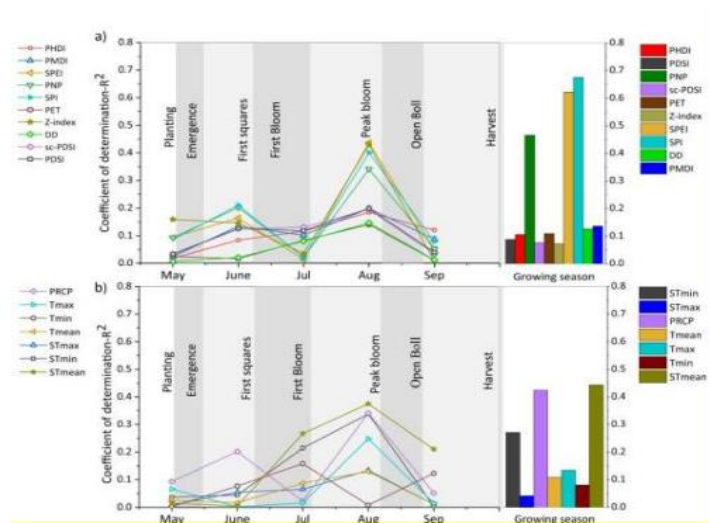 a)
PHDI
PMDI
SPEI
PNP
SPI
PET
Z-index
DD
sc-PDSI
PDSI
Coefficient of determination-R²
0.8
0.7
0.6
0.5
0.4
0.3
0.2
0.1
0.0
Planting
Emergence
First squares
First Bloom
Peak bloom
Open Boll
Harvest
May
June
Jul
Aug
Sep
0.8
0.7
0.6
0.5
0.4
0.3
0.2
0.1
0.0
Growing season
PHDI
PDSI
PNP
sc-PDSI
PET
Z-index
SPEI
SPI
DD
PMDI
b)
PRCP
Tmax
Tmin
Tmean
STmax
STmin
STmean
Coefficient of determination-R²
0.8
0.7
0.6
0.5
0.4
0.3
0.2
0.1
0.0
Planting
Emergence
First squares
First Bloom
Peak bloom
Open Boll
Harvest
May
June
Jul
Aug
Sep
0.8
0.7
0.6
0.5
0.4
0.3
0.2
0.1
0.0
Growing season
STmin
STmax
PRCP
Tmean
Tmax
Tmin
STmean